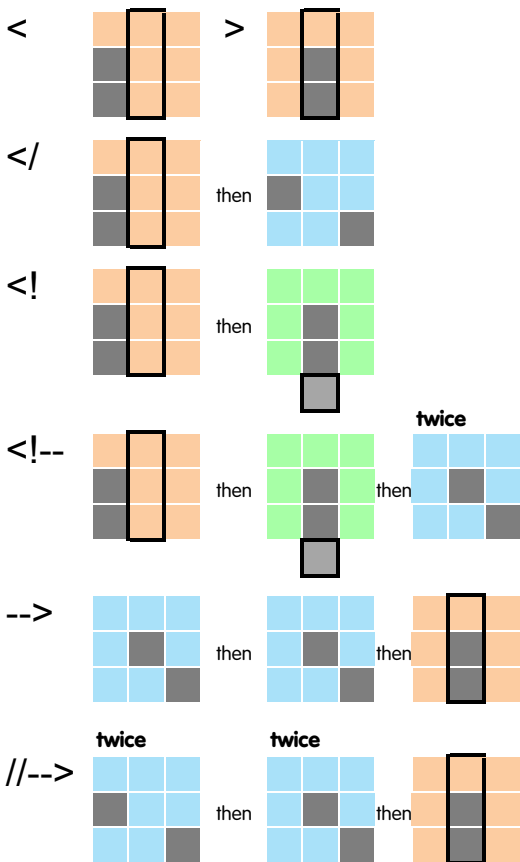 < >
</ then
<! then
twice
<!-- then then
--> then then
twice twice
//--> then then